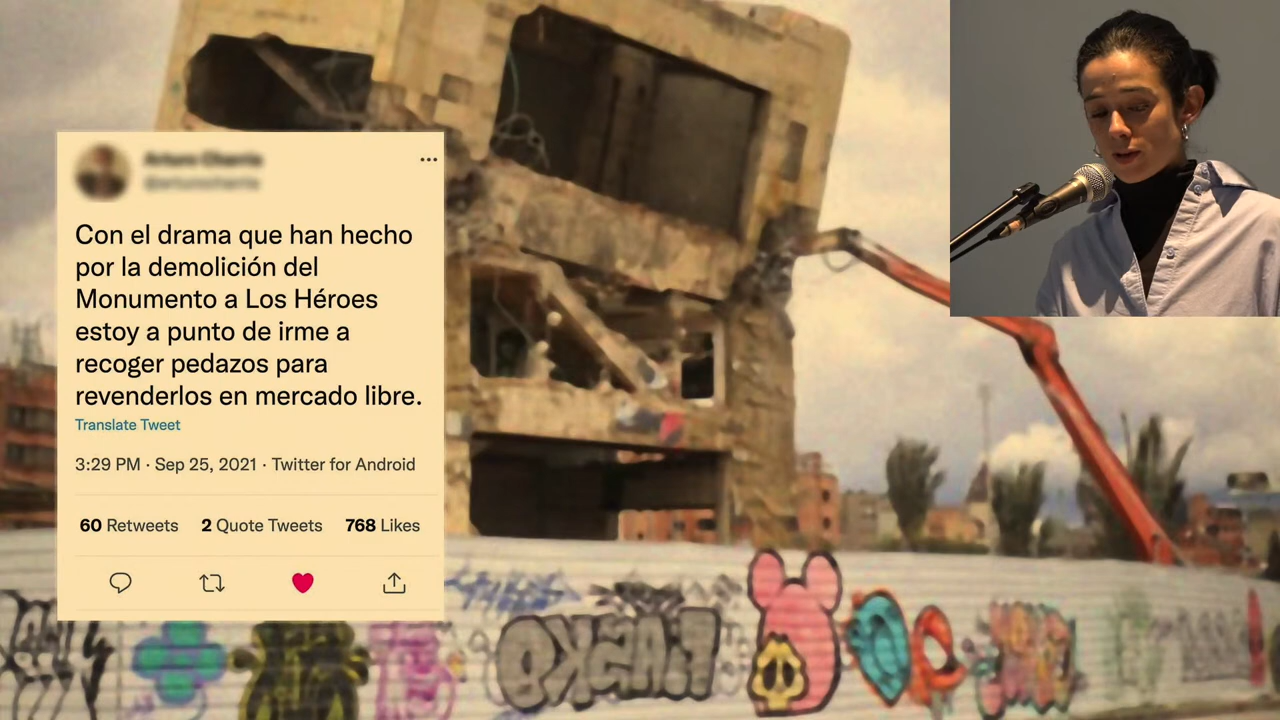 Con el drama que han hecho
por la demolición del
Monumento a Los Héroes
estoy a punto de irme a
recoger pedazos para
revenderlos en mercado libre.
Translate Tweet
3:29 PM · Sep 25, 2021 · Twitter for Android
60 Retweets 2 Quote Tweets 768 Likes